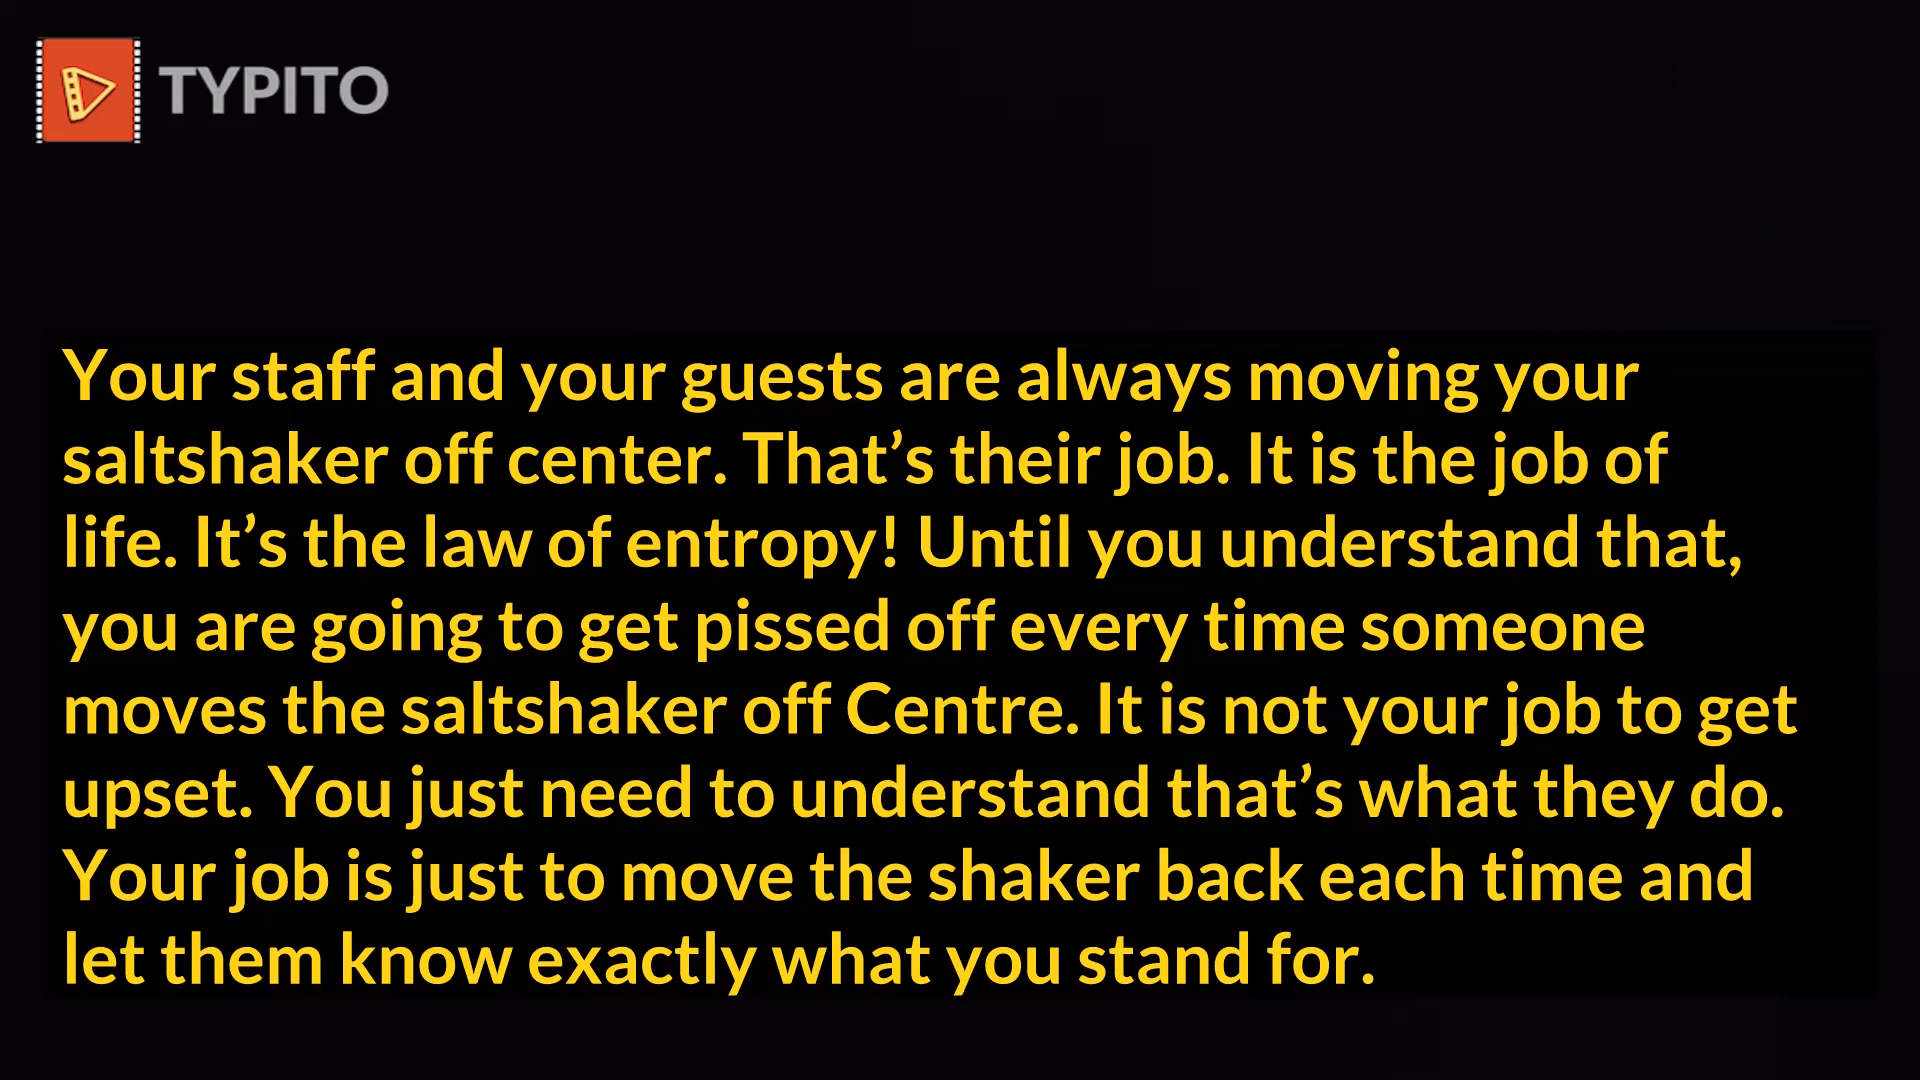 TYPITO
Your staff and your guests are always moving your
saltshaker off center. That’s their job. It is the job of
life. It’s the law of entropy! Until you understand that,
you are going to get pissed off every time someone
moves the saltshaker off Centre. It is not your job to get
upset. You just need to understand that’s what they do.
Your job is just to move the shaker back each time and
let them know exactly what you stand for.